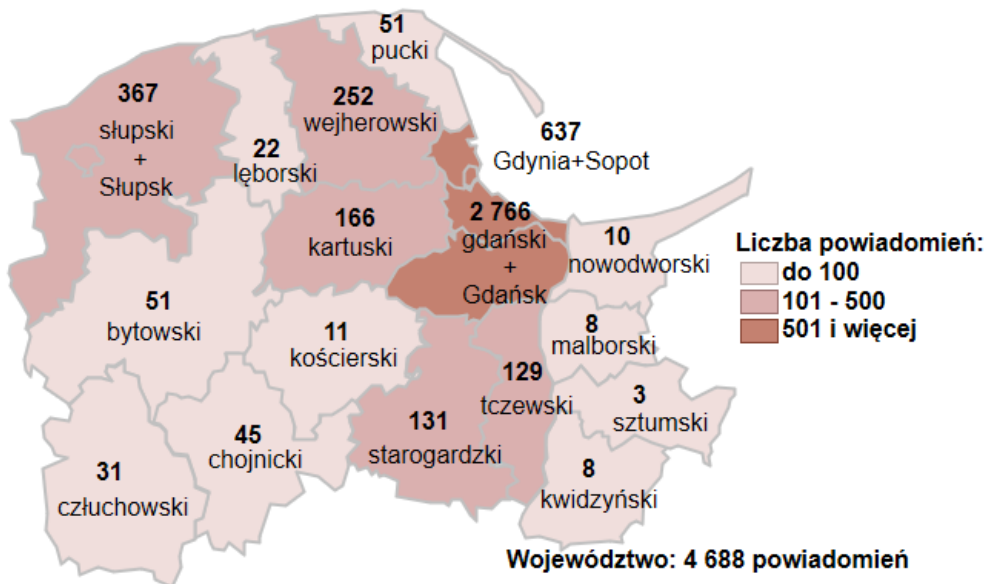 51
pucki
367
słupski
+
Słupsk
22
lęborski
252
wejherowski
637
Gdynia+Sopot
166
kartuski
2 766
gdański
+
Gdańsk
10
nowodworski
Liczba powiadomień:
do 100
101 - 500
501 i więcej
51
bytowski
11
kościerski
8
malborski
129
tczewski
3
sztumski
131
starogardzki
45
chojnicki
31
człuchowski
8
kwidzyński
Województwo: 4 688 powiadomień